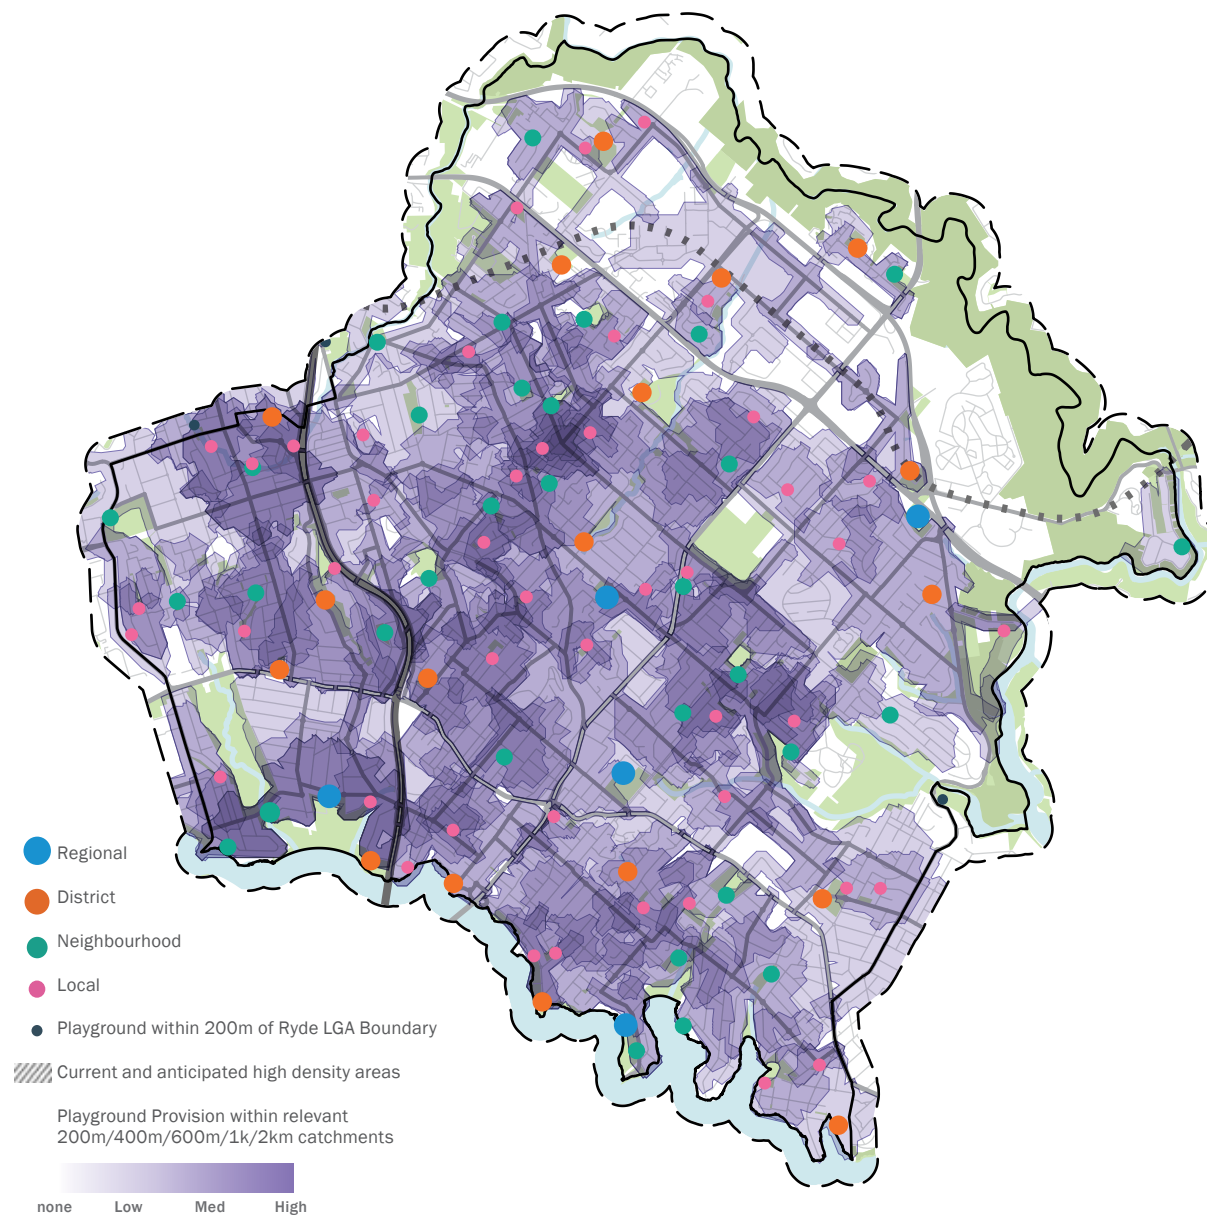 Regional
District
Neighbourhood
Local
Playground within 200m of Ryde LGA Boundary
Current and anticipated high density areas
Playground Provision within relevant
200m/400m/600m/1k/2km catchments
none Low Med High